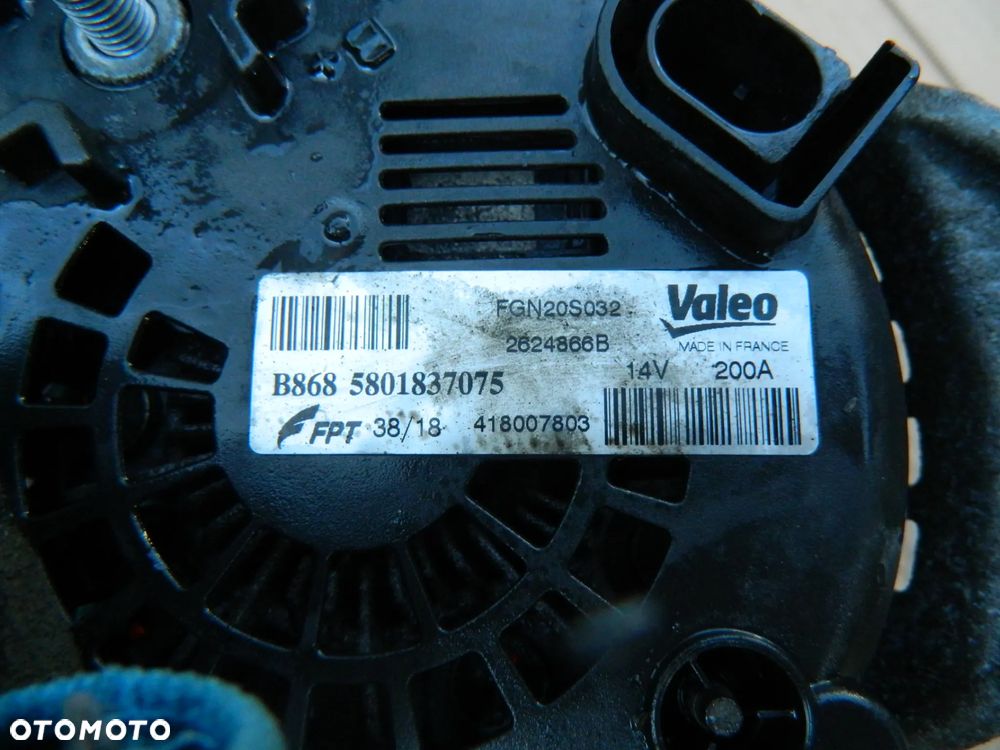 FGN20S032
Valeo
2624866B
MADE IN FRANCE
14V 200A
B868 5801837075
FPT 38/18 418007803
OTOMOTO